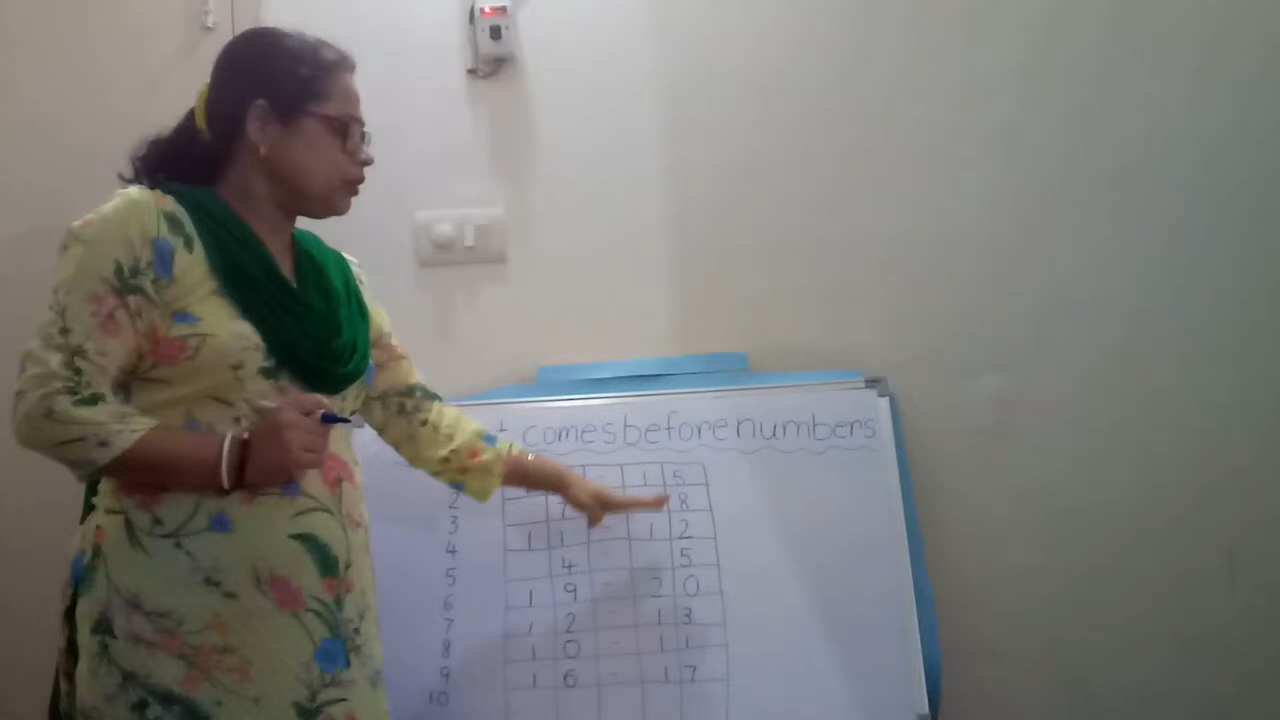 comes before numbers
- 1 5
2
7 8
3
1 1 - 1 2
4
4 - 5
5
1 9 - 2 0
6
1 2 - 1 3
7
1 0 - 1 1
8
1 6 - 1 7
9
10